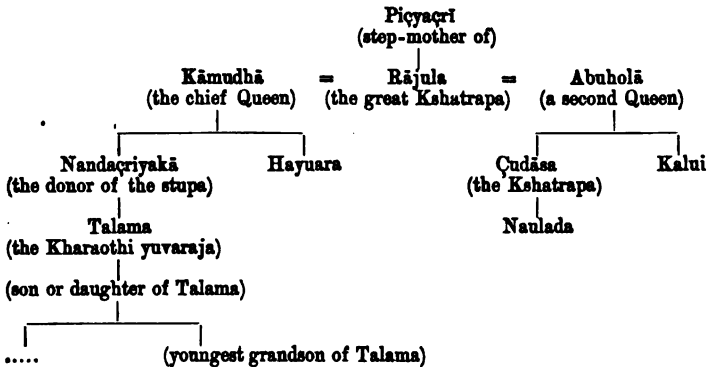 Piçyaçrī
(step-mother of)
Kāmudhā = Rājula = Abuholā
(the chief Queen) (the great Kshatrapa) (a second Queen)
Nandaçriyakā Hayuara Çudāsa Kalui
(the donor of the stupa) (the Kshatrapa)
Talama Naulada
(the Kharaothi yuvaraja)
(son or daughter of Talama)
..... (youngest grandson of Talama)